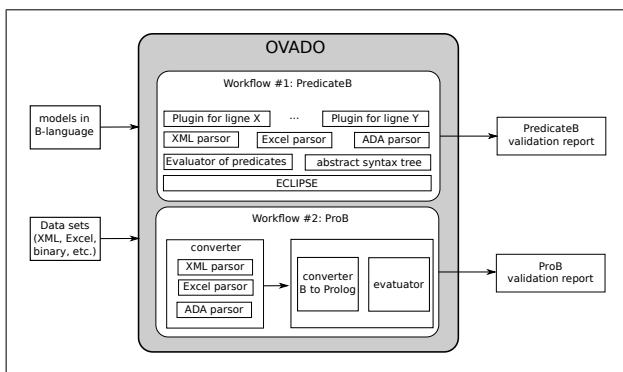 OVADO
Workflow #1: PredicateB
Plugin for ligne X ... Plugin for ligne Y
XML parsor Excel parsor ADA parsor
Evaluator of predicates abstract syntax tree
ECLIPSE
models in
B-language
PredicateB
validation report
Workflow #2: ProB
Data sets
(XML, Excel,
binary, etc.)
converter
XML parsor
Excel parsor
ADA parsor
converter
B to Prolog
evatuator
ProB
validation report